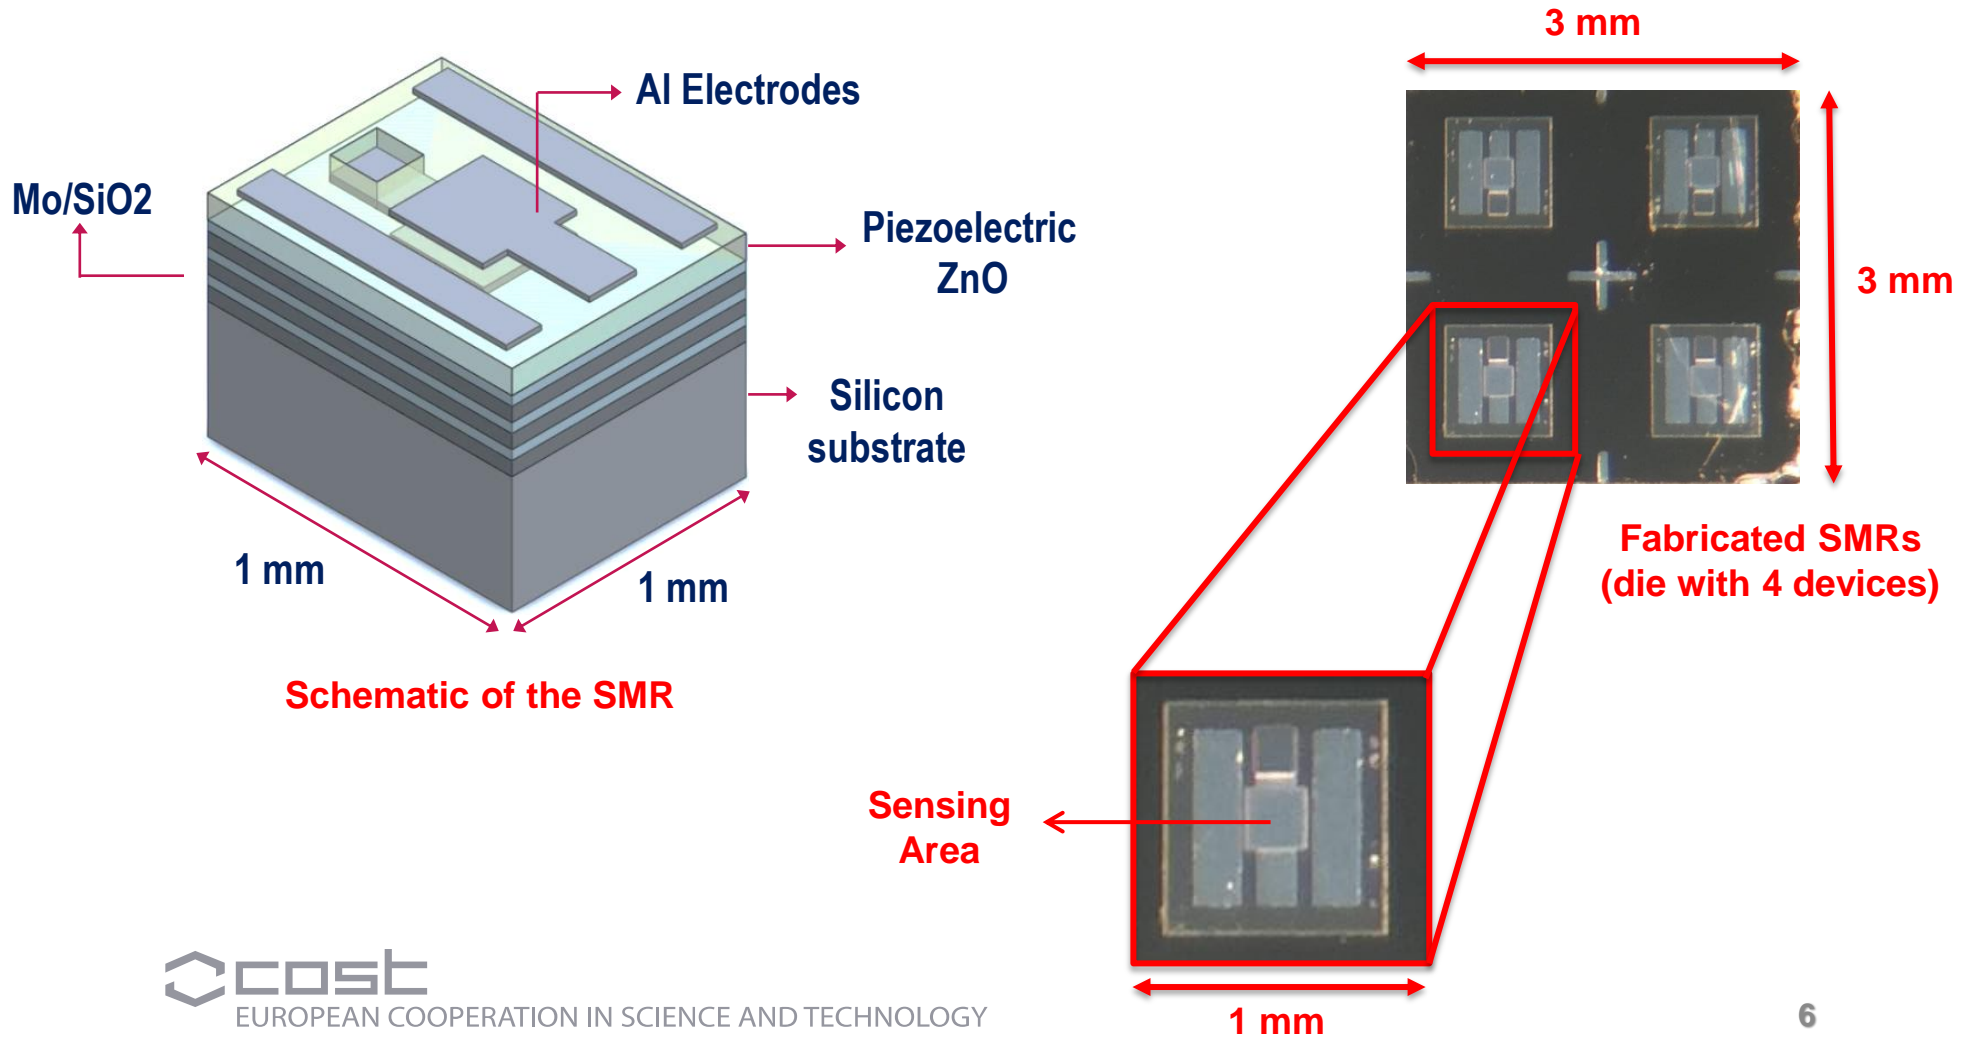 3 mm
Al Electrodes
Mo/SiO2
Piezoelectric
ZnO
3 mm
Silicon
substrate
1 mm
1 mm
Fabricated SMRs
(die with 4 devices)
Schematic of the SMR
Sensing
Area
cost
EUROPEAN COOPERATION IN SCIENCE AND TECHNOLOGY
1 mm
6